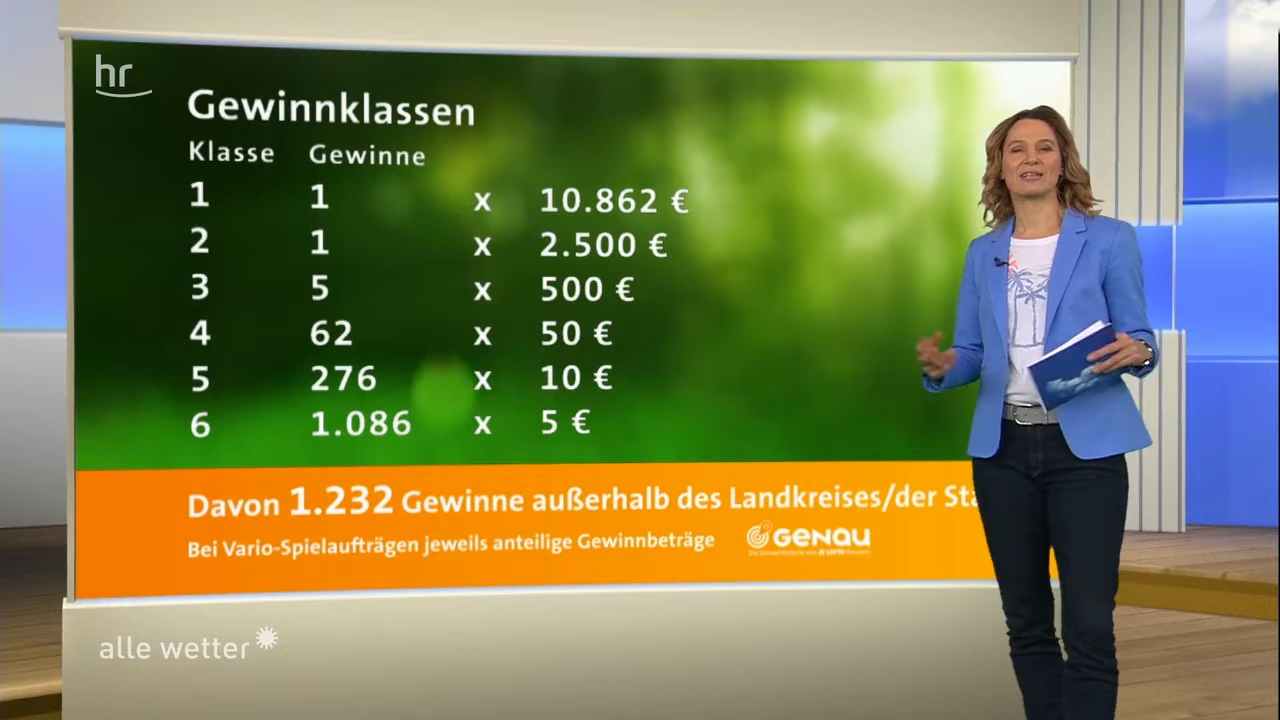 hr
Gewinnklassen
Klasse Gewinne
1 1 x 10.862 €
2 1 x 2.500 €
3 5 x 500 €
4 62 x 50 €
5 276 x 10 €
6 1.086 x 5 €
Davon 1.232 Gewinne außerhalb des Landkreises/der Sta
Bei Vario-Spielaufträgen jeweils anteilige Gewinnbeträge
GENAU
alle wetter